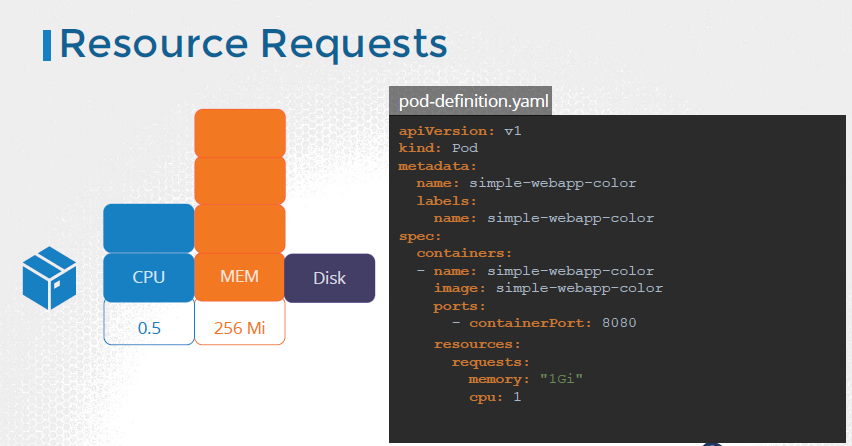 Resource Requests
pod-definition.yaml
apiVersion: v1
kind: Pod
metadata:
  name: simple-webapp-color
  labels:
    name: simple-webapp-color
spec:
  containers:
  - name: simple-webapp-color
    image: simple-webapp-color
    ports:
      - containerPort: 8080
    resources:
      requests:
        memory: "1Gi"
        cpu: 1
CPU MEM Disk
0.5 256 Mi